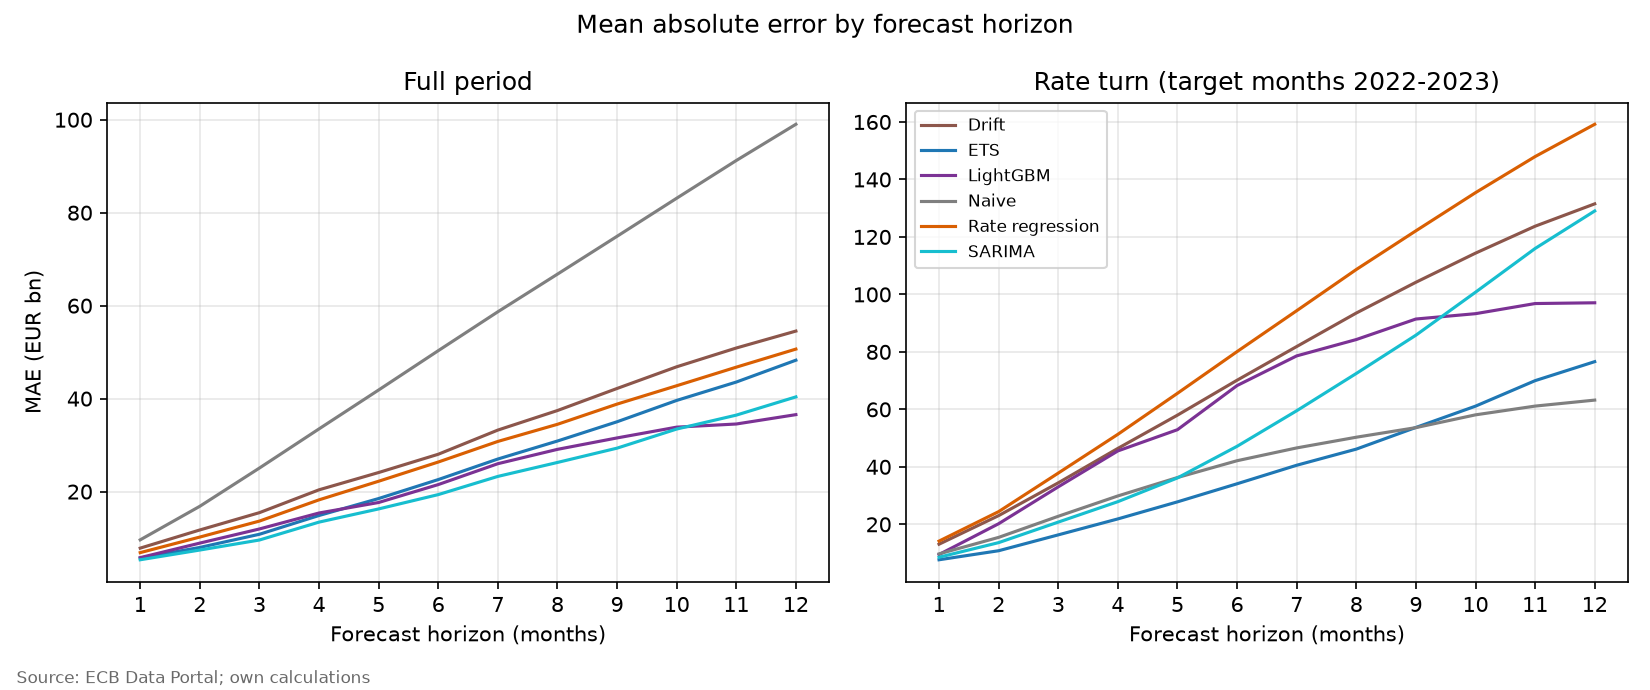 Mean absolute error by forecast horizon
Full period
MAE (EUR bn)
100
80
60
40
20
1 2 3 4 5 6 7 8 9 10 11 12
Forecast horizon (months)
Rate turn (target months 2022-2023)
160
140
120
100
80
60
40
20
Drift
ETS
LightGBM
Naive
Rate regression
SARIMA
1 2 3 4 5 6 7 8 9 10 11 12
Forecast horizon (months)
Source: ECB Data Portal; own calculations